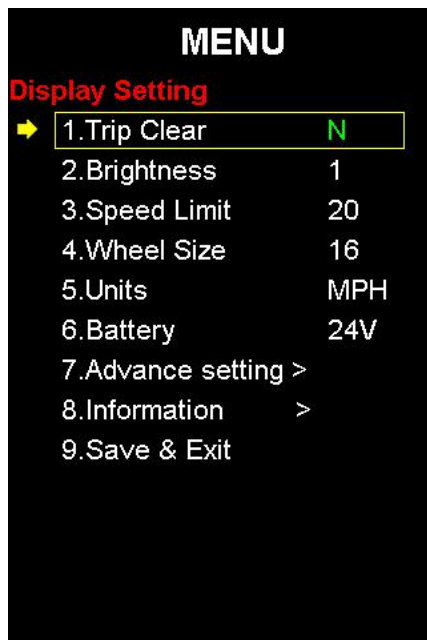 MENU
Display Setting
1.Trip Clear N
2.Brightness 1
3.Speed Limit 20
4.Wheel Size 16
5.Units MPH
6.Battery 24V
7.Advance setting >
8.Information >
9.Save & Exit